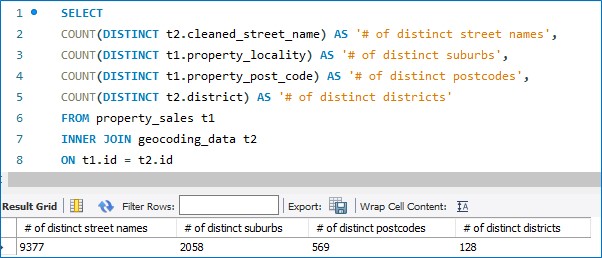 1 SELECT
2 COUNT(DISTINCT t2.cleaned_street_name) AS '# of distinct street names',
3 COUNT(DISTINCT t1.property_locality) AS '# of distinct suburbs',
4 COUNT(DISTINCT t1.property_post_code) AS '# of distinct postcodes',
5 COUNT(DISTINCT t2.district) AS '# of distinct districts'
6 FROM property_sales t1
7 INNER JOIN geocoding_data t2
8 ON t1.id = t2.id
Result Grid Filter Rows: Export: Wrap Cell Content:
# of distinct street names # of distinct suburbs # of distinct postcodes # of distinct districts
9377 2058 569 128